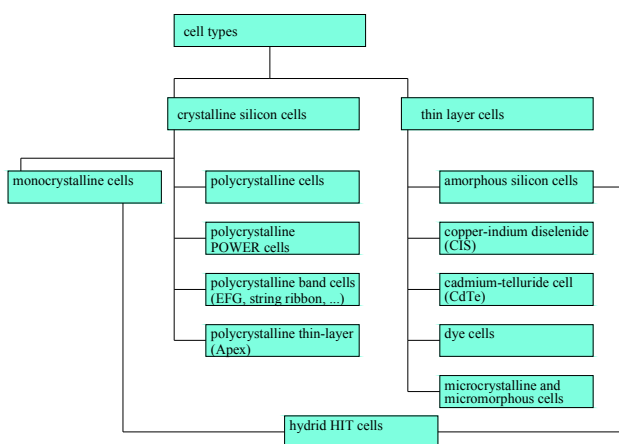 cell types
crystalline silicon cells
thin layer cells
monocrystalline cells
polycrystalline cells
amorphous silicon cells
polycrystalline
POWER cells
copper-indium diselenide
(CIS)
polycrystalline band cells
(EFG, string ribbon, ...)
cadmium-telluride cell
(CdTe)
polycrystalline thin-layer
(Apex)
dye cells
microcrystalline and
micromorphous cells
hydrid HIT cells